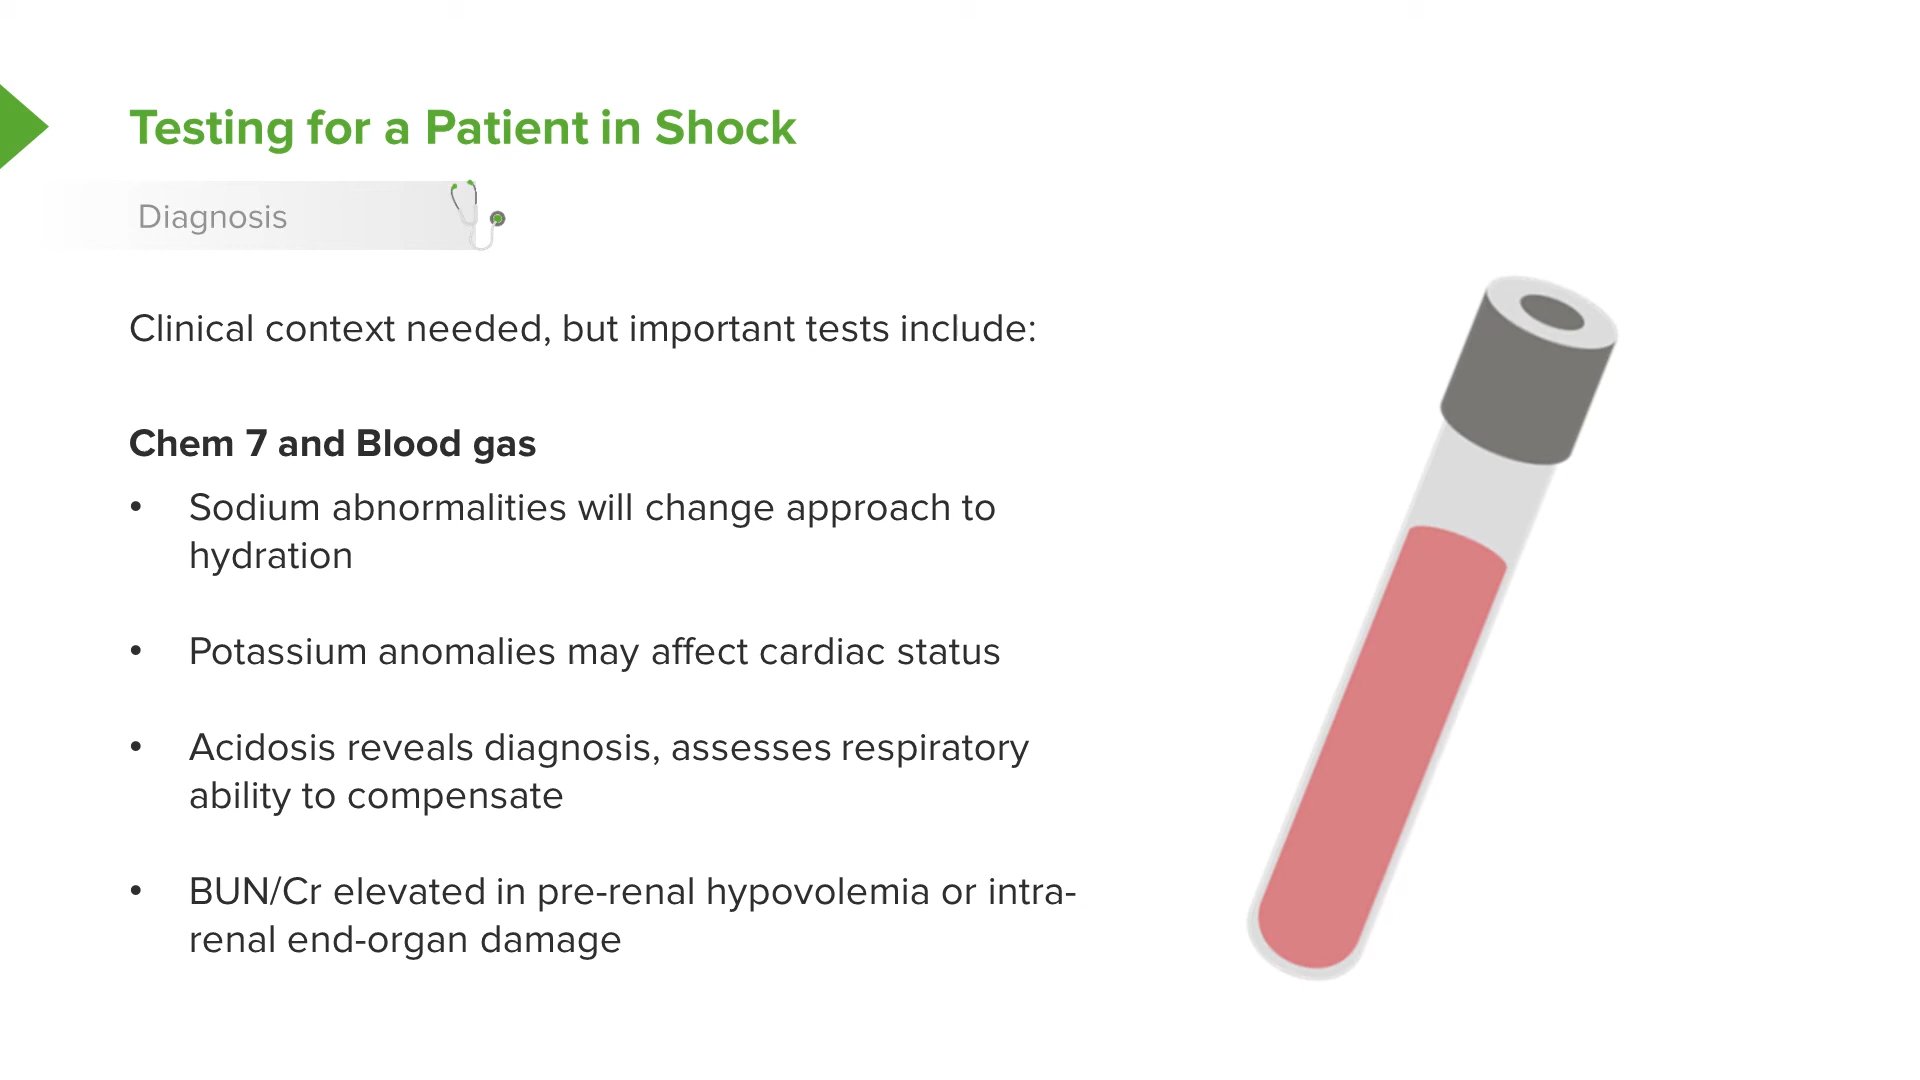 Testing for a Patient in Shock
Diagnosis
Clinical context needed, but important tests include:
Chem 7 and Blood gas
• Sodium abnormalities will change approach to
hydration
• Potassium anomalies may affect cardiac status
• Acidosis reveals diagnosis, assesses respiratory
ability to compensate
• BUN/Cr elevated in pre-renal hypovolemia or intra-
renal end-organ damage